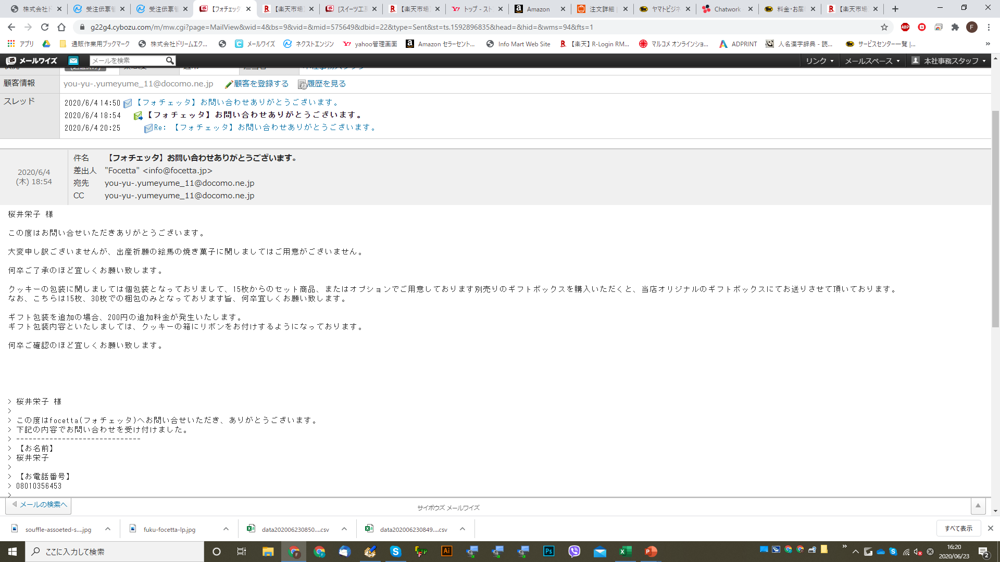 株式会社ド
受注伝票管
受注伝票管
【フォチェッタ
【楽天市場】
[スイーツ工房
【楽天市場】
トップ - スト
Amazon
注文詳細
ヤマトビジネ
Chatwork
料金・お届
【楽天市場
g22g4.cybozu.com/m/mw.cgi?page=MailView&wid=4&bs=9&vid=&mid=575649&dbid=22&type=Sent&st=ts.1592896835&head=&hid=&wms=94&fts=1
アプリ
通販作業用ブックマーク
株式会社ドリームエク...
メールワイズ
ネクストエンジン
yahoo管理画面
Amazon セラーセント...
Info Mart Web Site
【楽天】R-Login RM...
マルコメ オンラインショ...
ADPRINT
人名漢字辞典 - 読...
サービスセンター一覧 |...
メールワイズ
メールを検索
リンク
メールスペース
本社事務スタッフ
顧客情報
you-yu-.yumeyume_11@docomo.ne.jp
顧客を登録する
履歴を見る
スレッド
2020/6/4 14:50 【フォチェッタ】お問い合わせありがとうございます。
2020/6/4 18:54 【フォチェッタ】お問い合わせありがとうございます。
2020/6/4 20:25 Re: 【フォチェッタ】お問い合わせありがとうございます。
2020/6/4
(木) 18:54
件名 【フォチェッタ】お問い合わせありがとうございます。
差出人 "Focetta" <info@focetta.jp>
宛先 you-yu-.yumeyume_11@docomo.ne.jp
CC you-yu-.yumeyume_11@docomo.ne.jp
桜井栄子 様
この度はお問い合せいただきありがとうございます。
大変申し訳ございませんが、出産祈願の絵馬の焼き菓子に関しましてはご用意がございません。
何卒ご了承のほど宜しくお願い致します。
クッキーの包装に関しましては個包装となっておりまして、15枚からのセット商品、またはオプションでご用意しております別売りのギフトボックスを購入いただくと、当店オリジナルのギフトボックスにてお送りさせて頂いております。
なお、こちらは15枚、30枚での梱包のみとなっております旨、何卒宜しくお願い致します。
ギフト包装を追加の場合、200円の追加料金が発生いたします。
ギフト包装内容といたしましては、クッキーの箱にリボンをお付けするようになっております。
何卒ご確認のほど宜しくお願い致します。
> 桜井栄子 様
>
> この度はfocetta(フォチェッタ)へお問い合せいただき、ありがとうございます。
> 下記の内容でお問い合わせを受け付けました。
> ------------------------------
> 【お名前】
> 桜井栄子
>
> 【お電話番号】
> 08010356453
>
メールの検索へ
サイボウズ メールワイズ
souffle-assoeted-s....jpg
fuku-focetta-lp.jpg
data202006230850....csv
data202006230849....csv
すべて表示
ここに入力して検索
16:20
2020/06/23
2